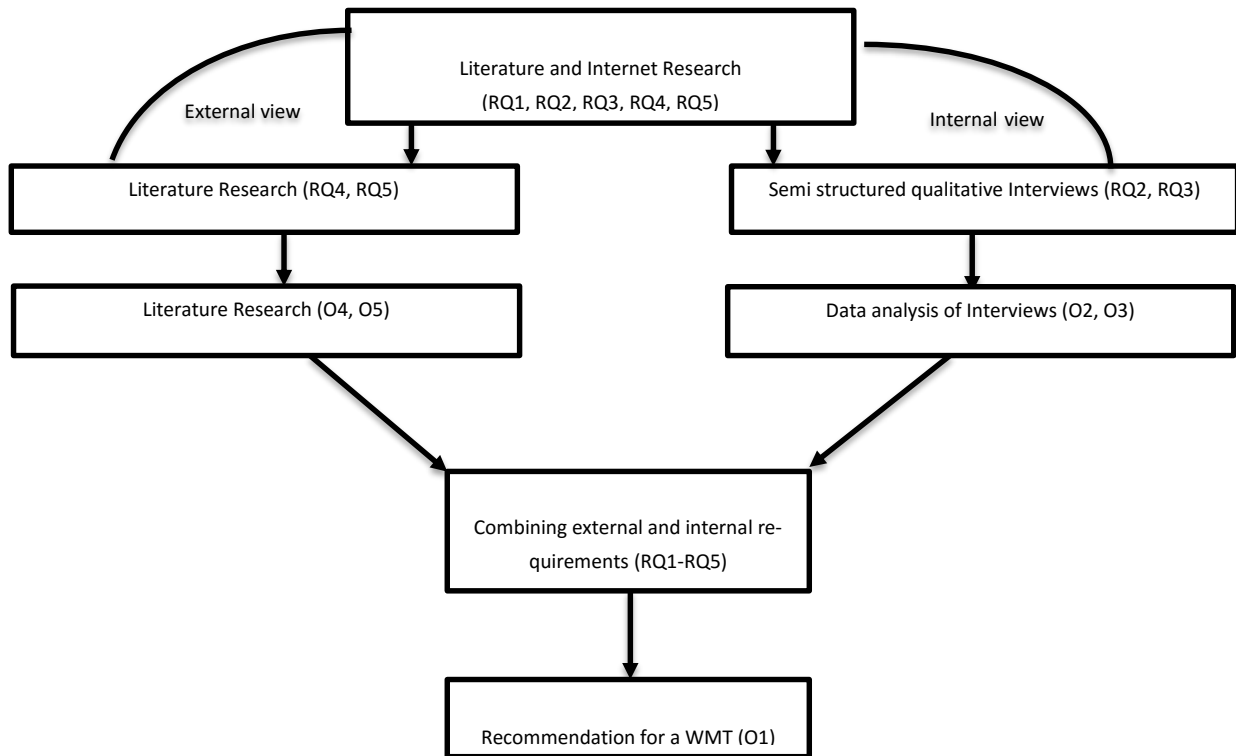 Literature and Internet Research
(RQ1, RQ2, RQ3, RQ4, RQ5)
External view
Internal view
Literature Research (RQ4, RQ5)
Semi structured qualitative Interviews (RQ2, RQ3)
Literature Research (O4, O5)
Data analysis of Interviews (O2, O3)
Combining external and internal re-
quirements (RQ1-RQ5)
Recommendation for a WMT (O1)